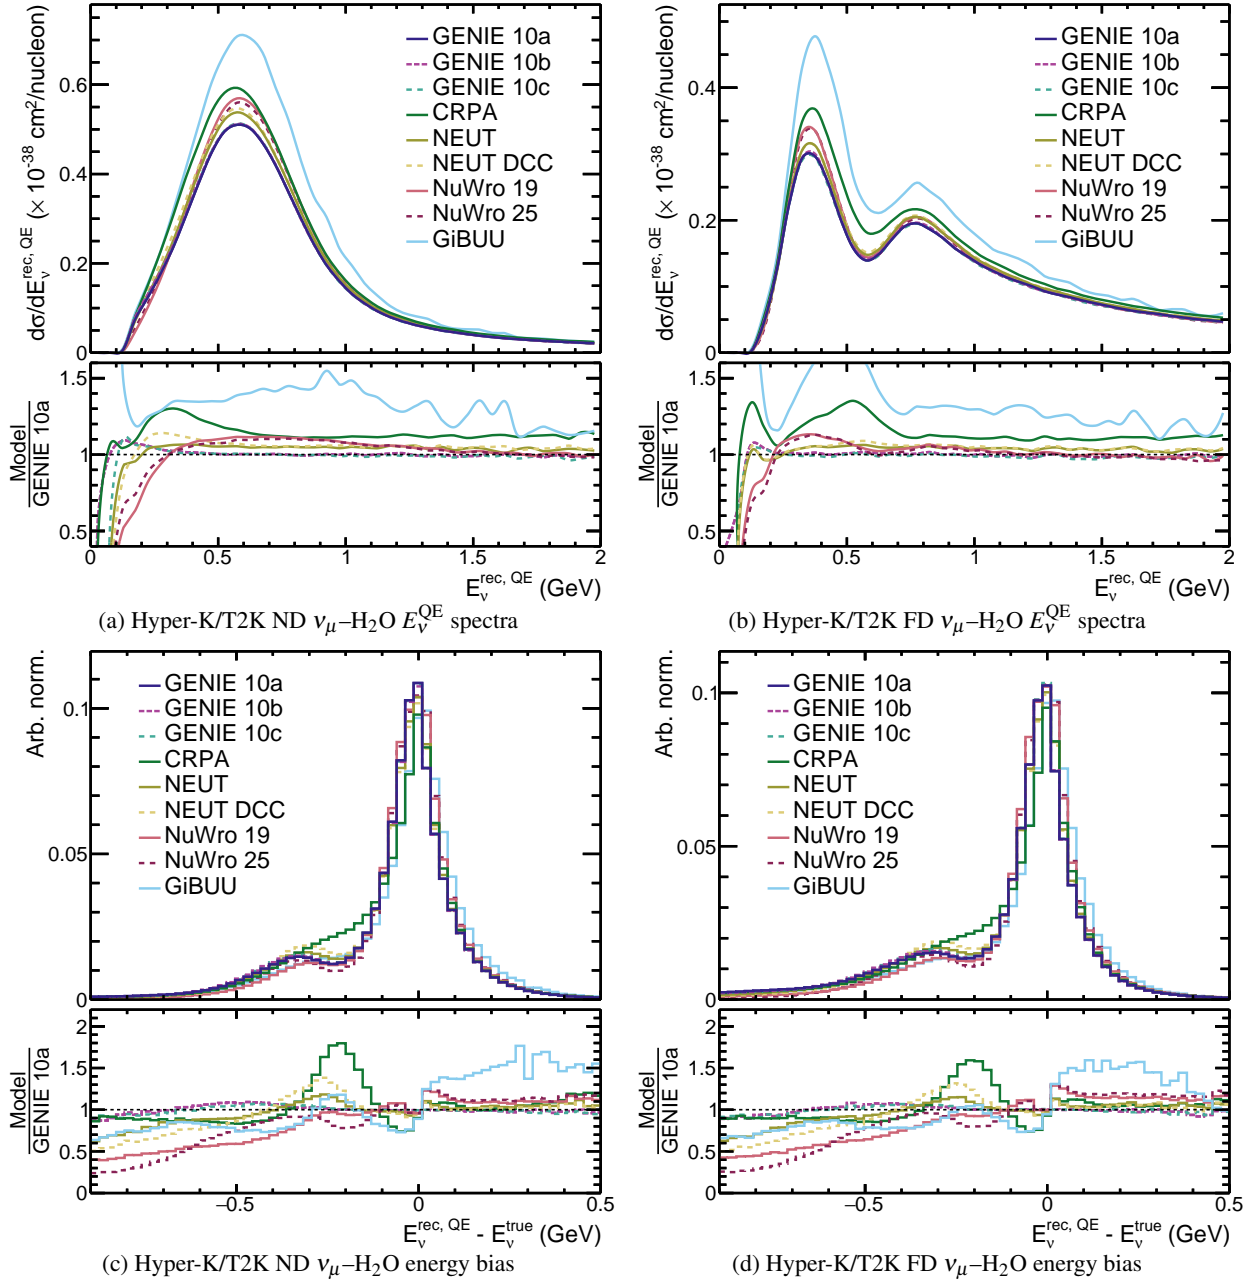 dσ/dE_ν^rec, QE (× 10^-38 cm²/nucleon)
0.6
0.4
0.2
0
GENIE 10a
GENIE 10b
GENIE 10c
CRPA
NEUT
NEUT DCC
NuWro 19
NuWro 25
GiBUU
Model
GENIE 10a
1.5
1
0.5
0 0.5 1 1.5 2
E_ν^rec, QE (GeV)
(a) Hyper-K/T2K ND ν_μ–H₂O E_ν^QE spectra
dσ/dE_ν^rec, QE (× 10^-38 cm²/nucleon)
0.4
0.2
0
GENIE 10a
GENIE 10b
GENIE 10c
CRPA
NEUT
NEUT DCC
NuWro 19
NuWro 25
GiBUU
Model
GENIE 10a
1.5
1
0.5
0 0.5 1 1.5 2
E_ν^rec, QE (GeV)
(b) Hyper-K/T2K FD ν_μ–H₂O E_ν^QE spectra
Arb. norm.
0.1
0.05
0
GENIE 10a
GENIE 10b
GENIE 10c
CRPA
NEUT
NEUT DCC
NuWro 19
NuWro 25
GiBUU
Model
GENIE 10a
2
1.5
1
0.5
0
−0.5 0 0.5
E_ν^rec, QE - E_ν^true (GeV)
(c) Hyper-K/T2K ND ν_μ–H₂O energy bias
Arb. norm.
0.1
0.05
0
GENIE 10a
GENIE 10b
GENIE 10c
CRPA
NEUT
NEUT DCC
NuWro 19
NuWro 25
GiBUU
Model
GENIE 10a
2
1.5
1
0.5
0
−0.5 0 0.5
E_ν^rec, QE - E_ν^true (GeV)
(d) Hyper-K/T2K FD ν_μ–H₂O energy bias